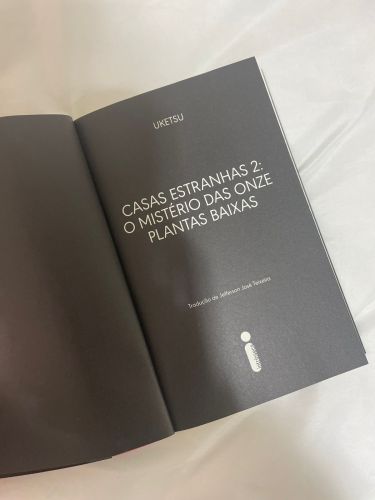 UKETSU
CASAS ESTRANHAS 2:
O MISTÉRIO DAS ONZE
PLANTAS BAIXAS
Tradução de Jefferson José Teixeira